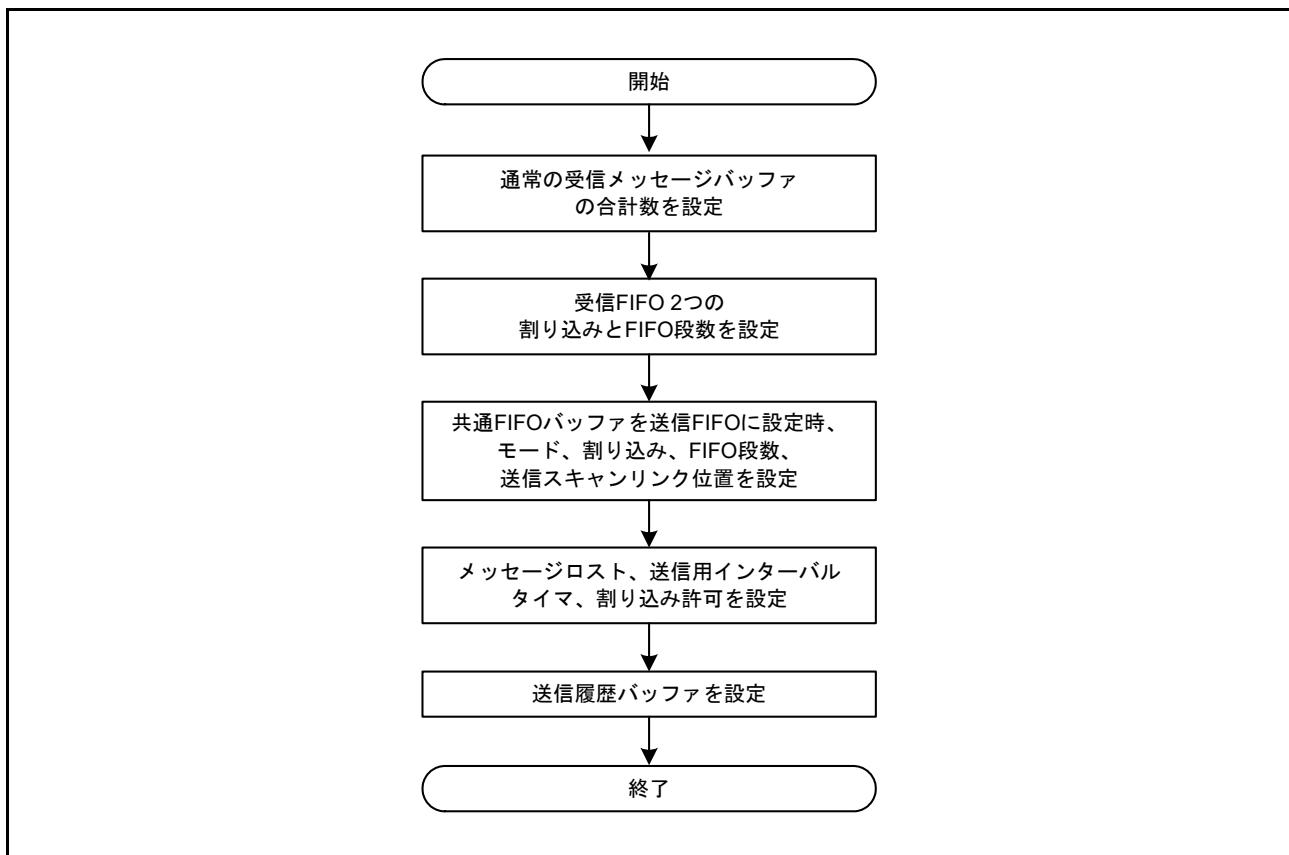 開始
通常の受信メッセージバッファ
の合計数を設定
受信FIFO 2つの
割り込みとFIFO段数を設定
共通FIFOバッファを送信FIFOに設定時、
モード、割り込み、FIFO段数、
送信スキャンリンク位置を設定
メッセージロスト、送信用インターバル
タイマ、割り込み許可を設定
送信履歴バッファを設定
終了